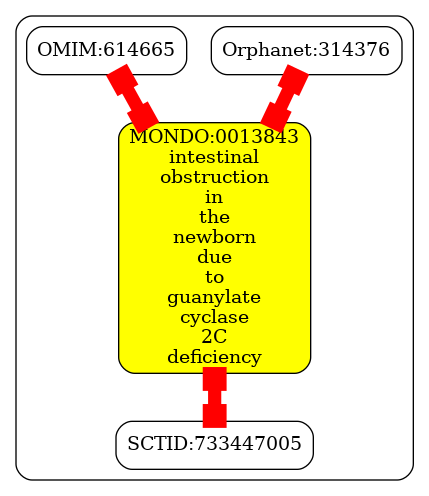 OMIM:614665
Orphanet:314376
MONDO:0013843
intestinal
obstruction
in
the
newborn
due
to
guanylate
cyclase
2C
deficiency
SCTID:733447005